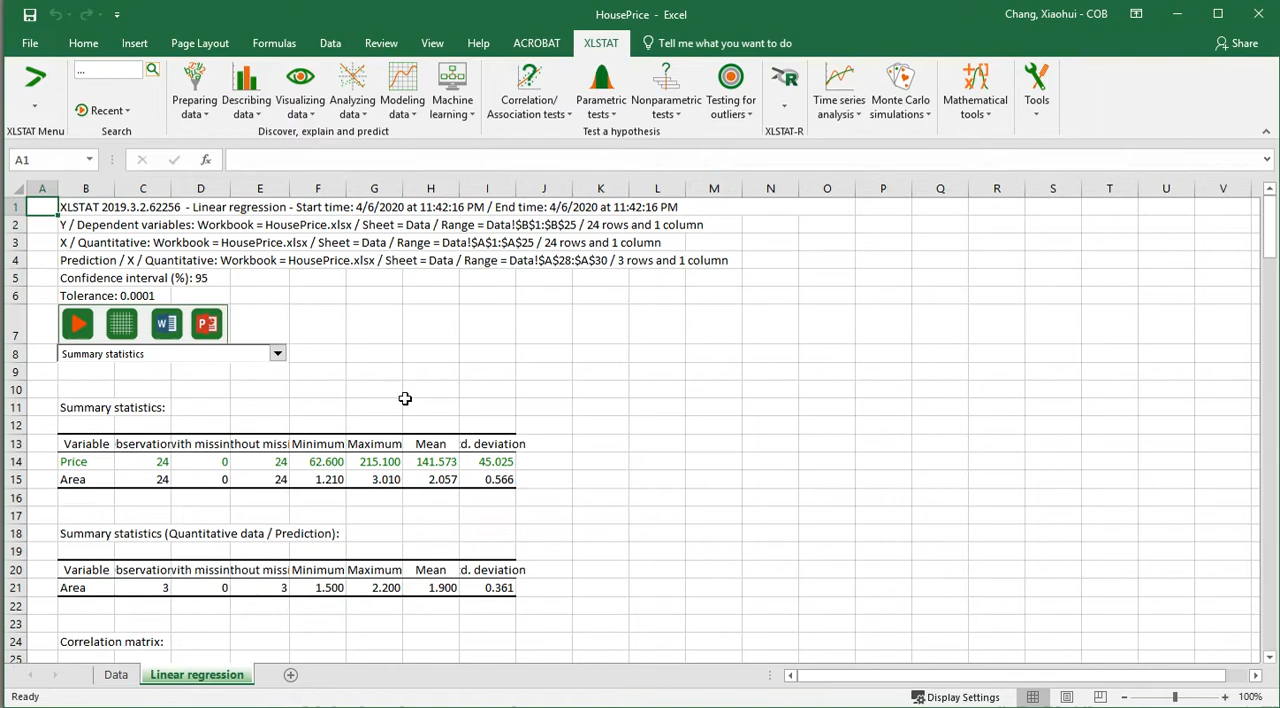 HousePrice - Excel
Chang, Xiaohui - COB
File Home Insert Page Layout Formulas Data Review View Help ACROBAT XLSTAT Tell me what you want to do Share
...
Recent
Preparing data
Describing data
Visualizing data
Analyzing data
Modeling data
Machine learning
Correlation/ Association tests
Parametric tests
Nonparametric tests
Testing for outliers
R
Time series analysis
Monte Carlo simulations
Mathematical tools
Tools
XLSTAT Menu Search Discover, explain and predict Test a hypothesis XLSTAT-R
A1 fx
A B C D E F G H I J K L M N O P Q R S T U V
1 XLSTAT 2019.3.2.62256 - Linear regression - Start time: 4/6/2020 at 11:42:16 PM / End time: 4/6/2020 at 11:42:16 PM
2 Y / Dependent variables: Workbook = HousePrice.xlsx / Sheet = Data / Range = Data!$B$1:$B$25 / 24 rows and 1 column
3 X / Quantitative: Workbook = HousePrice.xlsx / Sheet = Data / Range = Data!$A$1:$A$25 / 24 rows and 1 column
4 Prediction / X / Quantitative: Workbook = HousePrice.xlsx / Sheet = Data / Range = Data!$A$28:$A$30 / 3 rows and 1 column
5 Confidence interval (%): 95
6 Tolerance: 0.0001
7 W P
8 Summary statistics
9
10
11 Summary statistics:
12
13 Variable bservation vith missin thout missi Minimum Maximum Mean d. deviation
14 Price 24 0 24 62.600 215.100 141.573 45.025
15 Area 24 0 24 1.210 3.010 2.057 0.566
16
17
18 Summary statistics (Quantitative data / Prediction):
19
20 Variable bservation vith missin thout missi Minimum Maximum Mean d. deviation
21 Area 3 0 3 1.500 2.200 1.900 0.361
22
23
24 Correlation matrix:
25
Data Linear regression
Ready Display Settings 100%